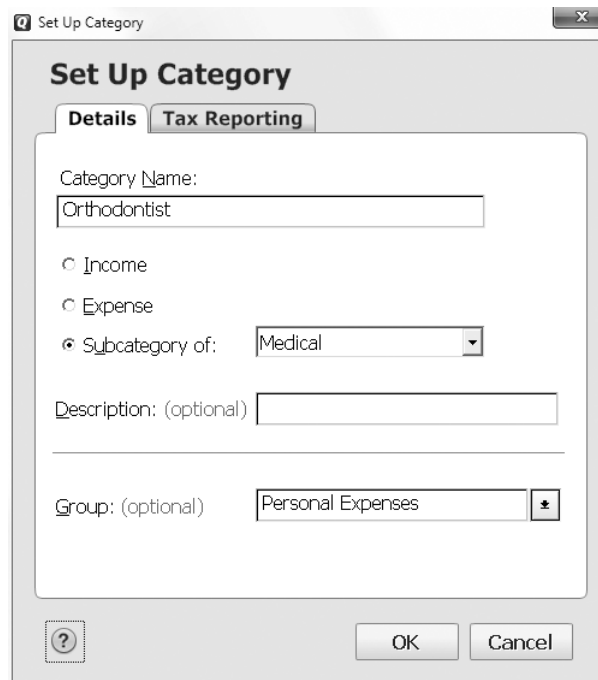 Set Up Category
Set Up Category
Details Tax Reporting
Category Name:
Orthodontist
Income
Expense
Subcategory of: Medical
Description: (optional)
Group: (optional) Personal Expenses
? OK Cancel